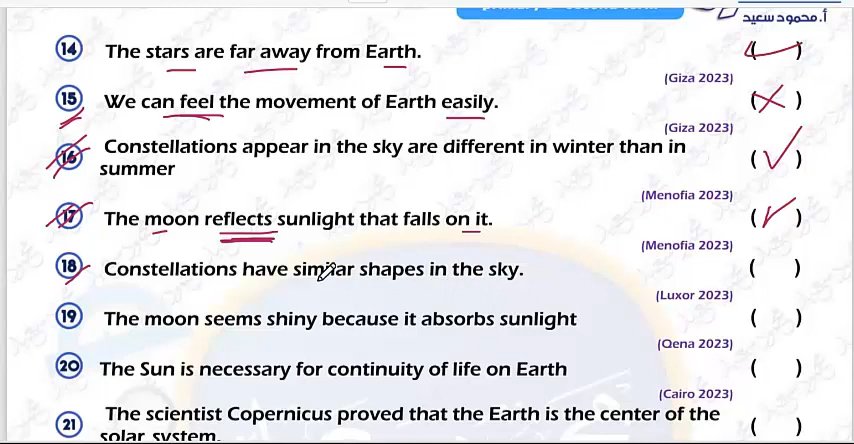 أ. محمود سعيد
14 The stars are far away from Earth. ( )
(Giza 2023)
15 We can feel the movement of Earth easily. ( )
(Giza 2023)
16 Constellations appear in the sky are different in winter than in
summer ( )
(Menofia 2023)
17 The moon reflects sunlight that falls on it. ( )
(Menofia 2023)
18 Constellations have similar shapes in the sky. ( )
(Luxor 2023)
19 The moon seems shiny because it absorbs sunlight ( )
(Qena 2023)
20 The Sun is necessary for continuity of life on Earth ( )
(Cairo 2023)
21 The scientist Copernicus proved that the Earth is the center of the
solar system. ( )